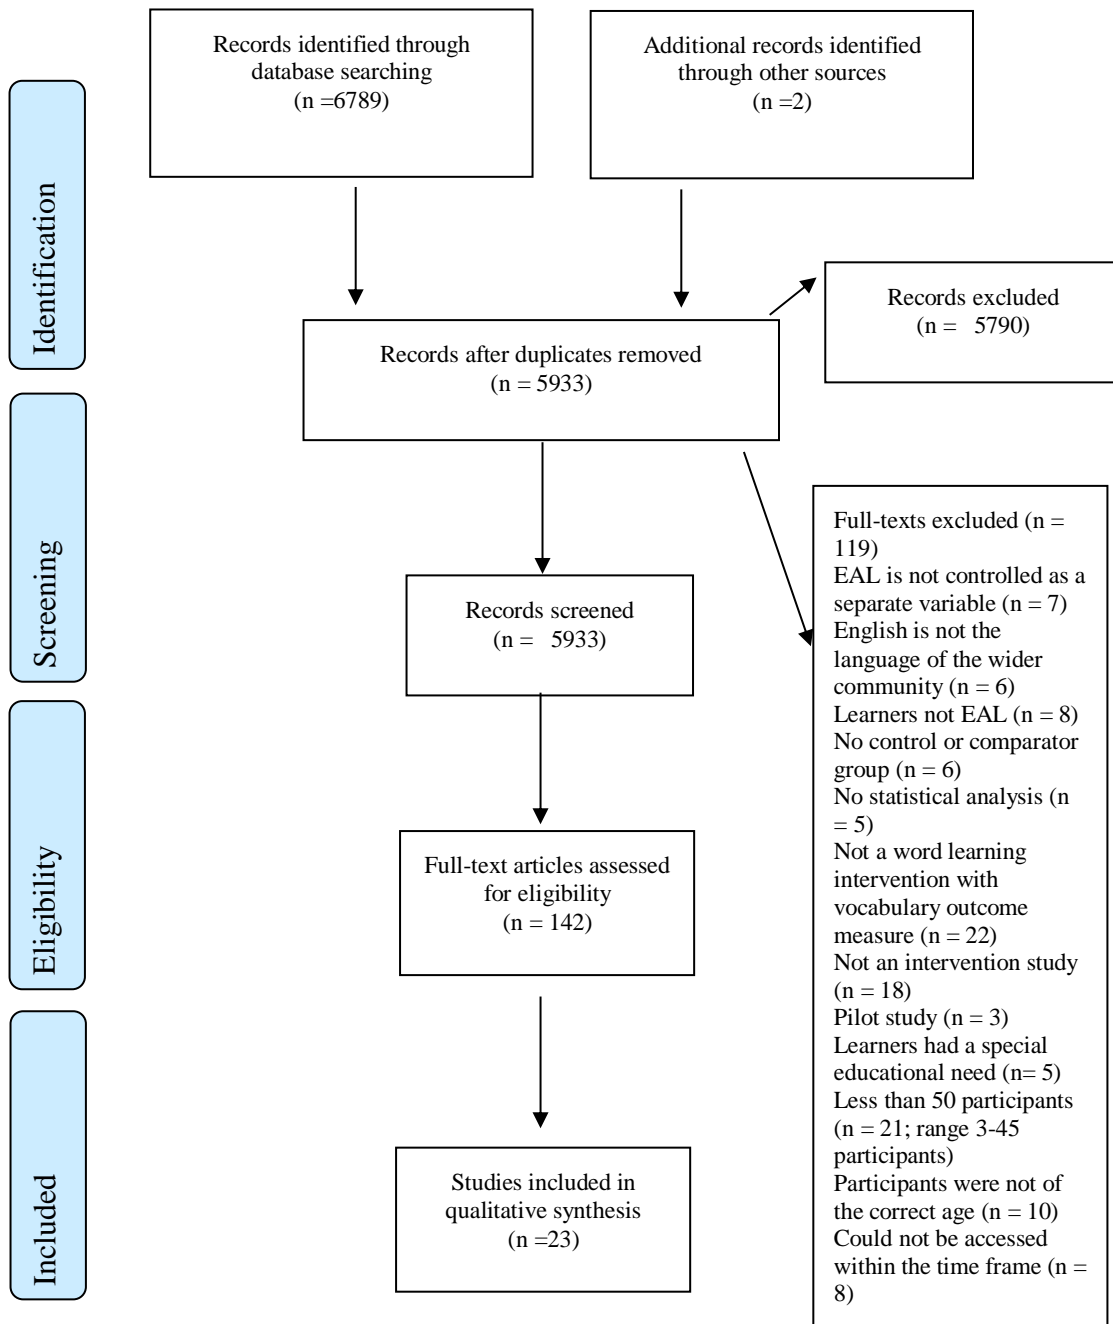 Records identified through
database searching
(n =6789)
Additional records identified
through other sources
(n =2)
Identification
Records excluded
(n =   5790)
Records after duplicates removed
(n = 5933)
Screening
Records screened
(n =   5933)
Full-texts excluded (n =
119)
EAL is not controlled as a
separate variable (n = 7)
English is not the
language of the wider
community (n = 6)
Learners not EAL (n = 8)
No control or comparator
group (n = 6)
No statistical analysis (n
= 5)
Not a word learning
intervention with
vocabulary outcome
measure (n = 22)
Not an intervention study
(n = 18)
Pilot study (n = 3)
Learners had a special
educational need (n= 5)
Less than 50 participants
(n = 21; range 3-45
participants)
Participants were not of
the correct age (n = 10)
Could not be accessed
within the time frame (n =
8)
Eligibility
Full-text articles assessed
for eligibility
(n = 142)
Included
Studies included in
qualitative synthesis
(n =23)